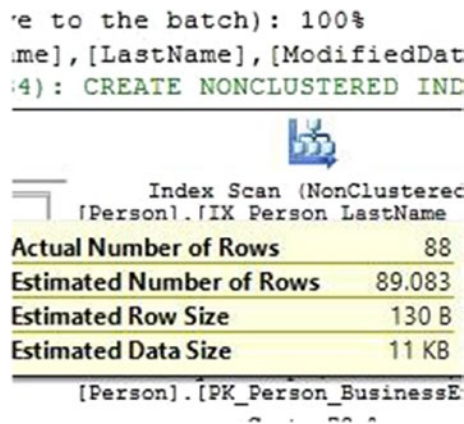 e to the batch): 100%
me],[LastName],[ModifiedDat
4): CREATE NONCLUSTERED IND
Index Scan (NonClustered
[Person].[IX_Person_LastName
Actual Number of Rows 88
Estimated Number of Rows 89.083
Estimated Row Size 130 B
Estimated Data Size 11 KB
[Person].[PK_Person_BusinessE